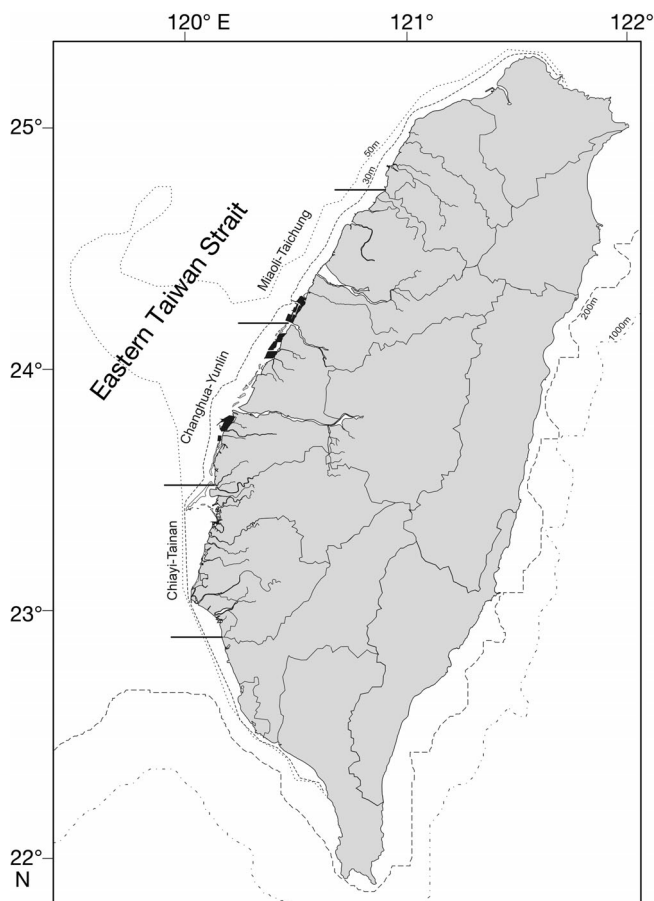 120° E
121°
122°
25°
50m
30m
Miaoli-Taichung
Eastern Taiwan Strait
200m
1000m
24°
Changhua-Yunlin
Chiayi-Tainan
23°
22°
N